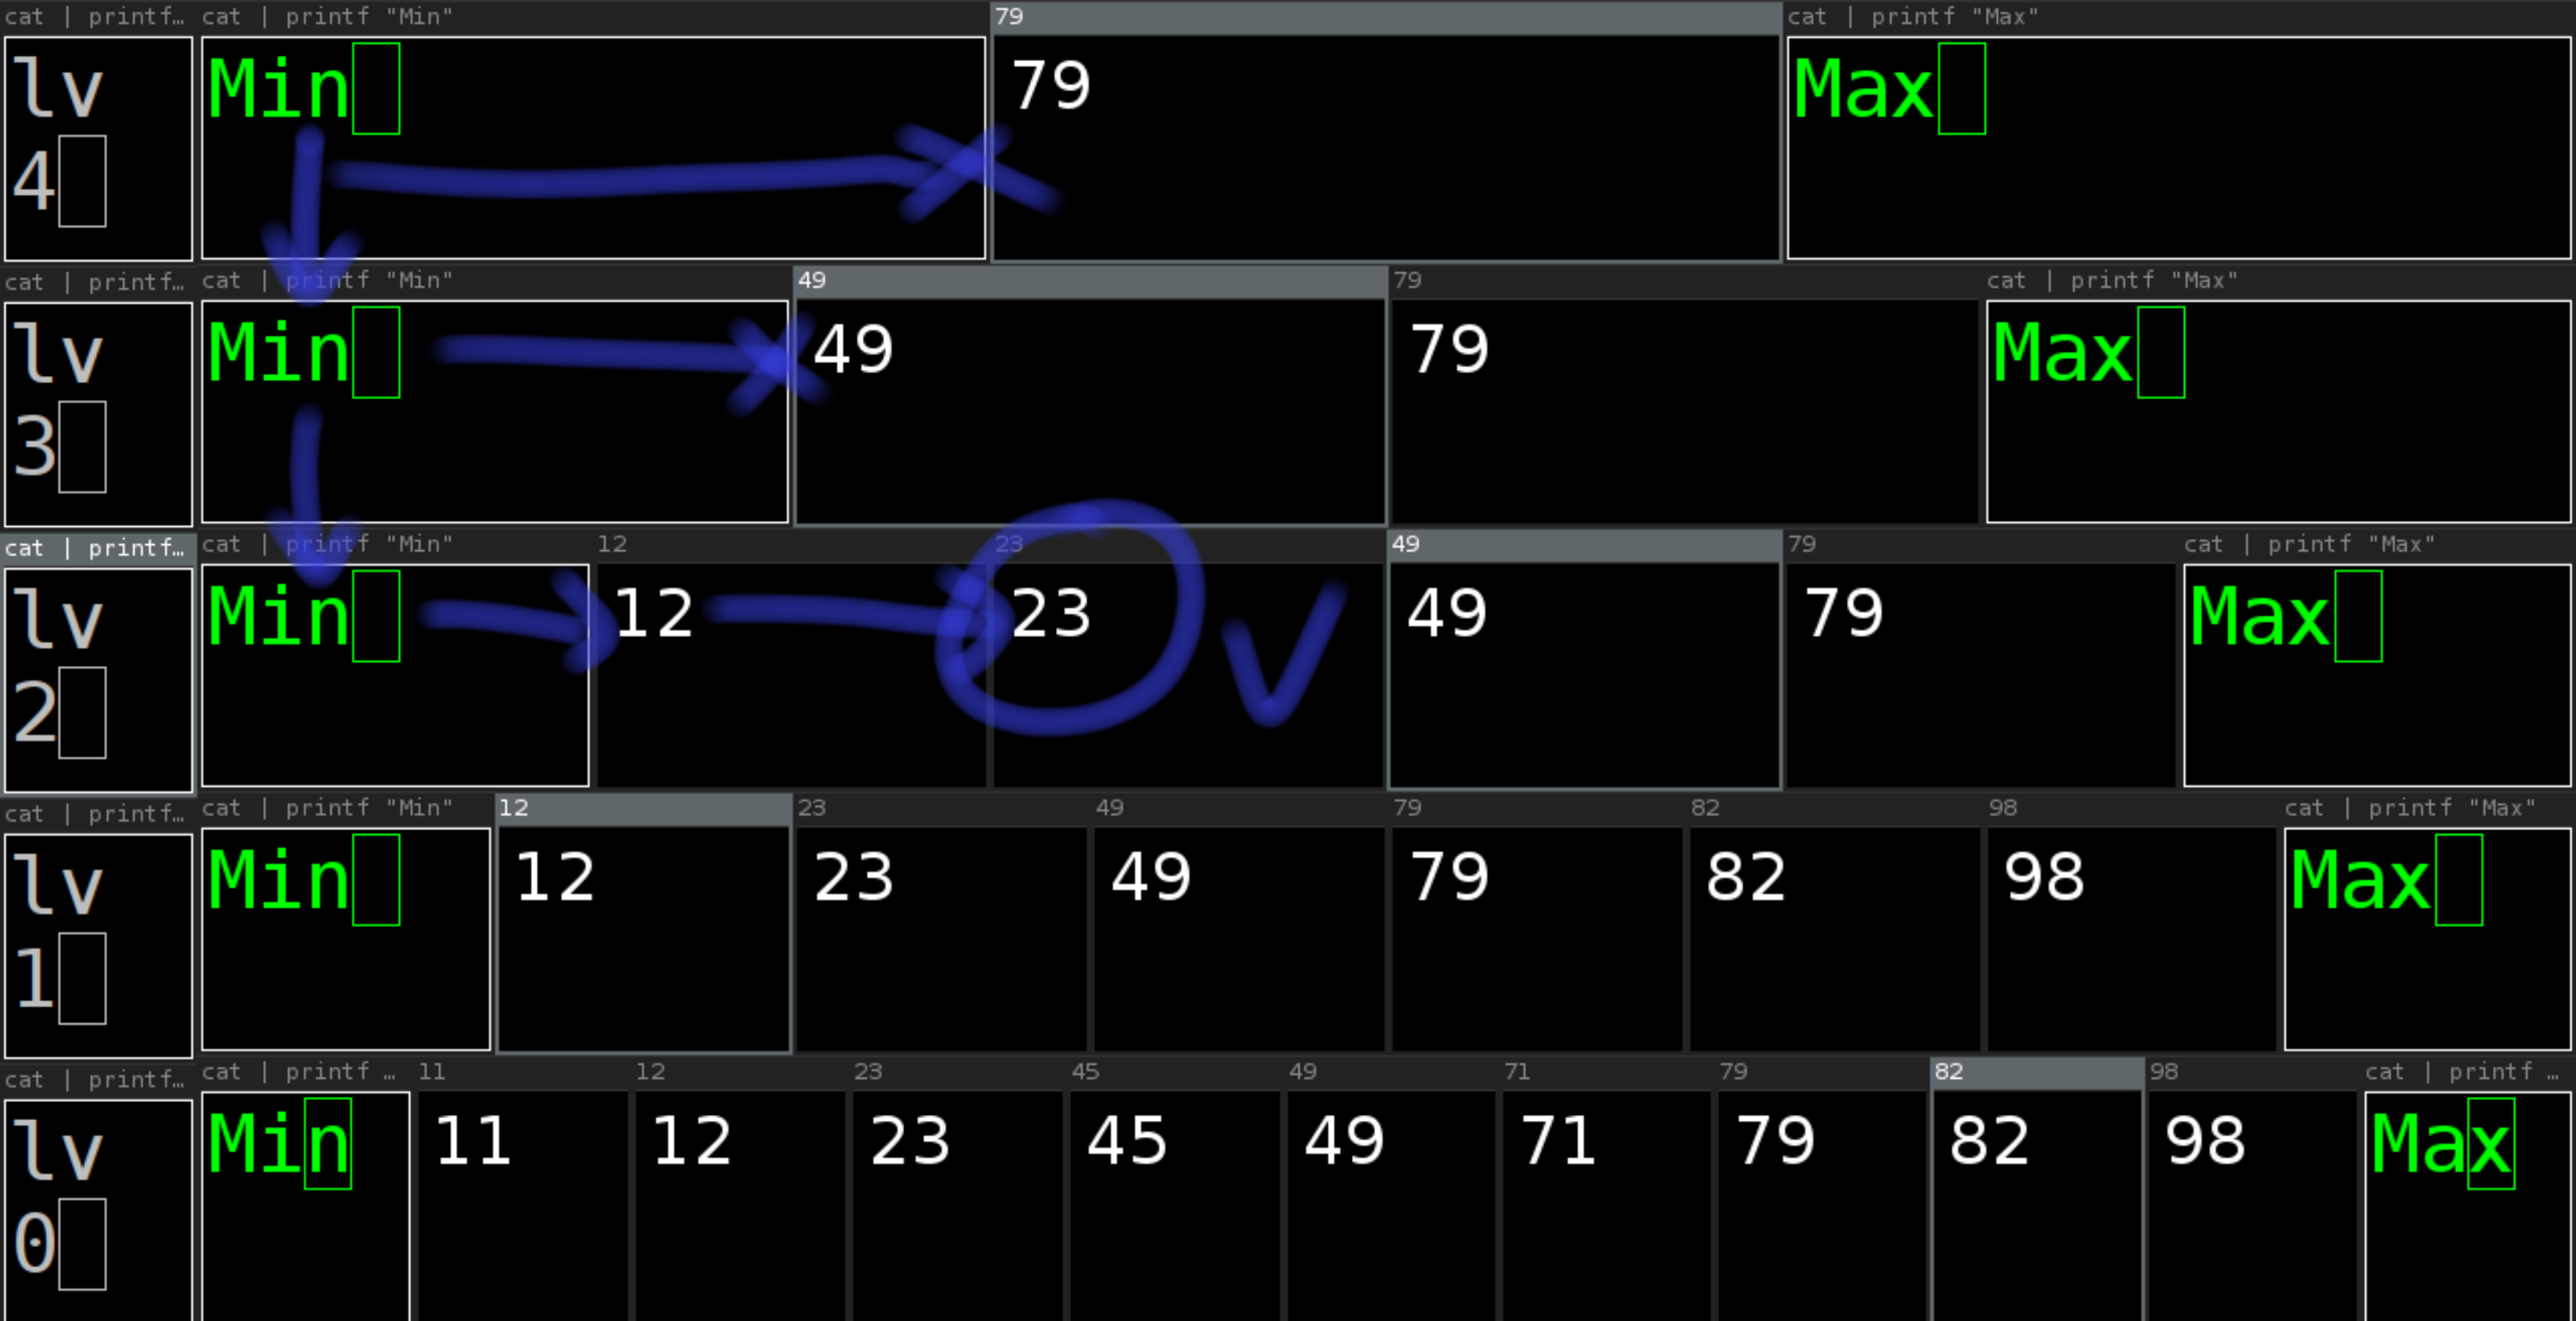 cat | printf… cat | printf "Min" 79 cat | printf "Max"
lv Min 79 Max
4
cat | printf… cat | printf "Min" 49 79 cat | printf "Max"
lv Min 49 79 Max
3
cat | printf… cat | printf "Min" 12 23 49 79 cat | printf "Max"
lv Min 12 23 49 79 Max
2
cat | printf… cat | printf "Min" 12 23 49 79 82 98 cat | printf "Max"
lv Min 12 23 49 79 82 98 Max
1
cat | printf… cat | printf … 11 12 23 45 49 71 79 82 98 cat | printf …
lv Min 11 12 23 45 49 71 79 82 98 Max
0